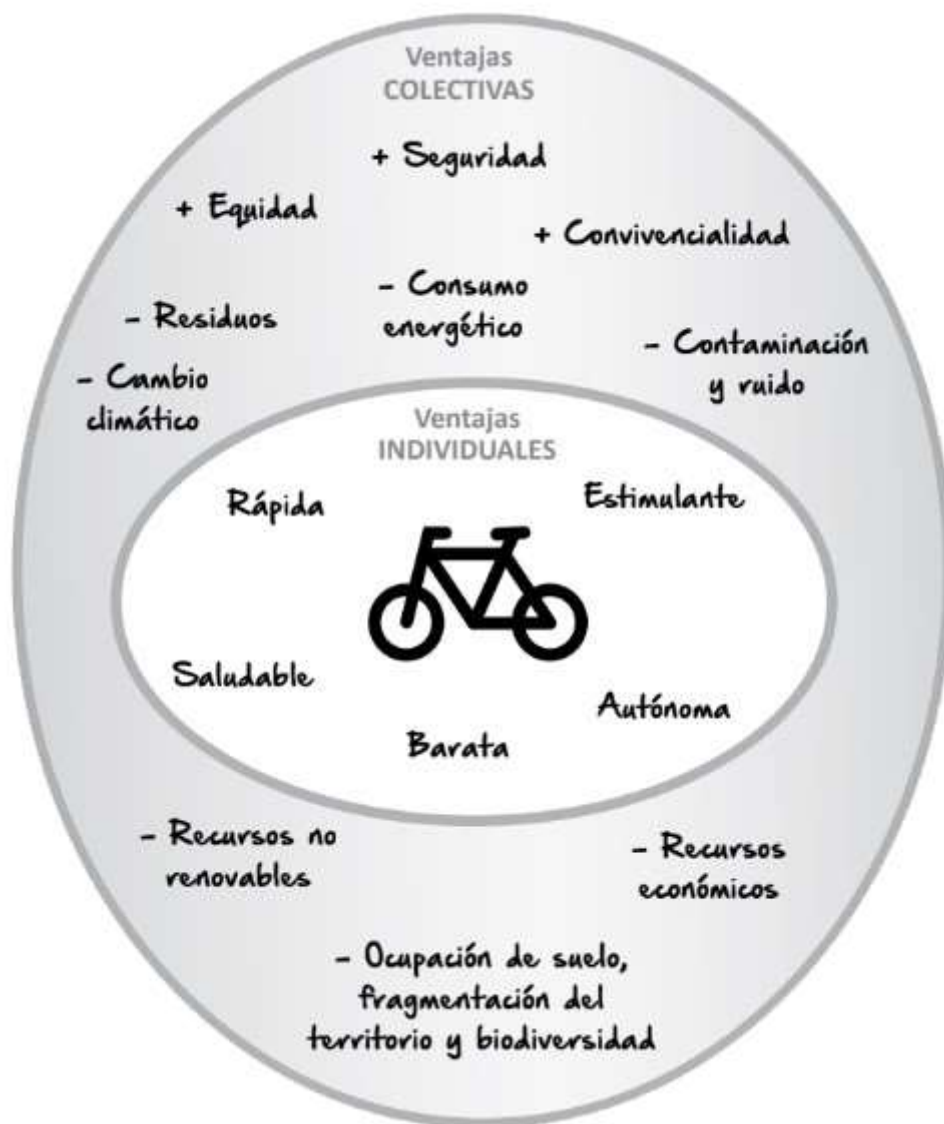 Ventajas
COLECTIVAS
+ Seguridad
+ Equidad
+ Convivencialidad
- Consumo
energético
- Residuos
- Contaminación
y ruido
- Cambio
climático
Ventajas
INDIVIDUALES
Rápida
Estimulante
Saludable
Autónoma
Barata
- Recursos no
renovables
- Recursos
económicos
- Ocupación de suelo,
fragmentación del
territorio y biodiversidad